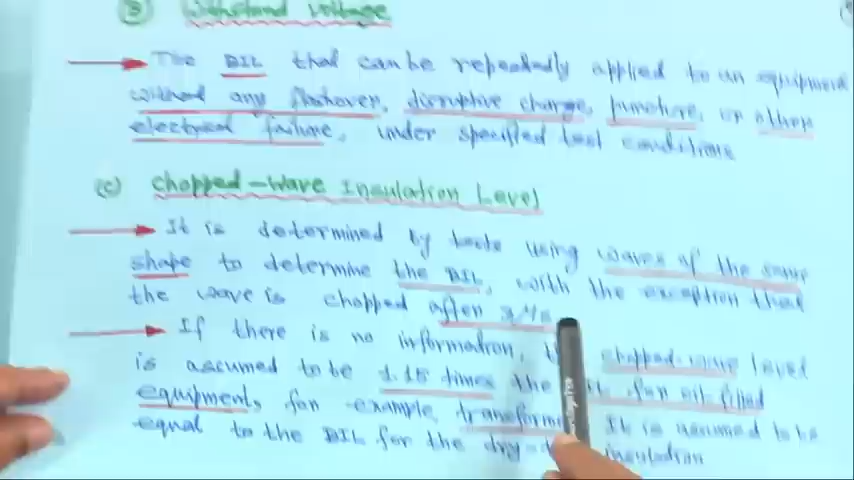 (B) Withstand Voltage
The BIL that can be repeatedly applied to an equipment
without any flashover, disruptive charge, puncture, or other
electrical failure, under specified test conditions
(c) Chopped-Wave Insulation Level
It is determined by tests using waves of the same
shape to determine the BIL, with the exception that
the wave is chopped after
If there is no information, the chopped-wave level
is assumed to be 1.15 times the for oil-filled
equipments, for example, It is assumed to be
equal to the BIL for the dry- insulation